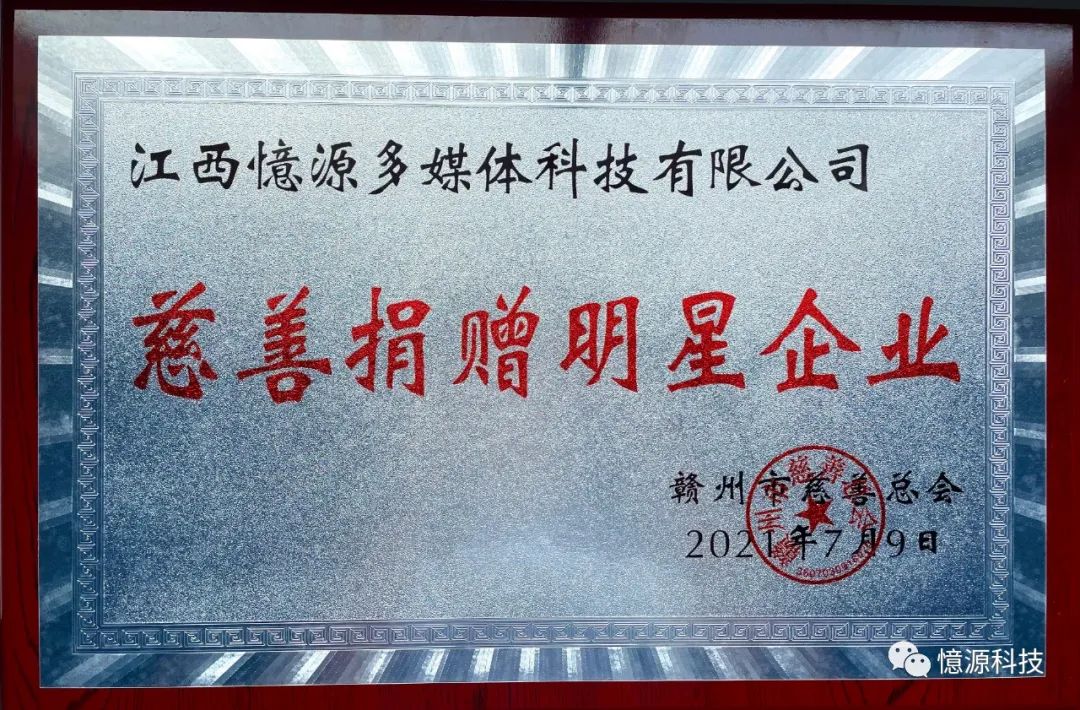 江西憶源多媒体科技有限公司
慈善捐赠明星企业
赣州市慈善总会
2021年7月9日
憶源科技